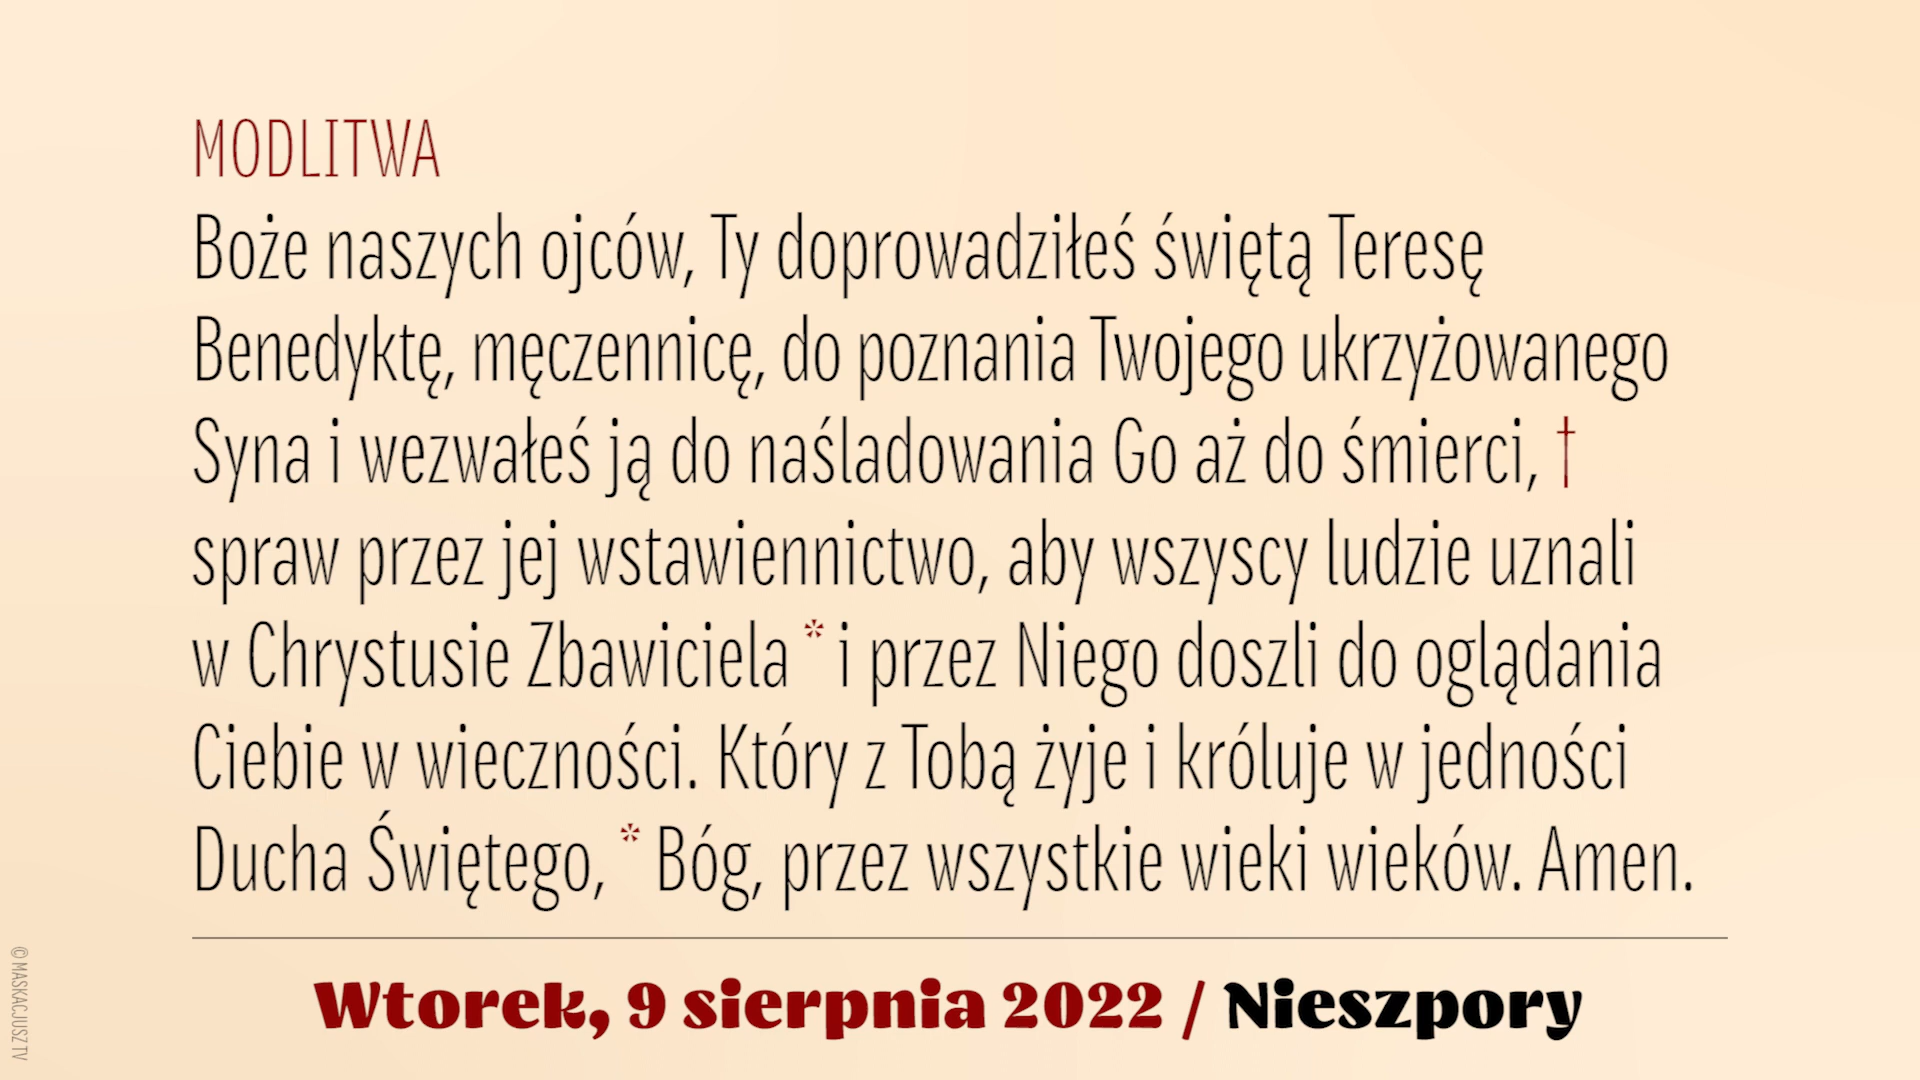 MODLITWA
Boże naszych ojców, Ty doprowadziłeś świętą Teresę
Benedyktę, męczennicę, do poznania Twojego ukrzyżowanego
Syna i wezwałeś ją do naśladowania Go aż do śmierci, †
spraw przez jej wstawiennictwo, aby wszyscy ludzie uznali
w Chrystusie Zbawiciela * i przez Niego doszli do oglądania
Ciebie w wieczności. Który z Tobą żyje i króluje w jedności
Ducha Świętego, * Bóg, przez wszystkie wieki wieków. Amen.
Wtorek, 9 sierpnia 2022 / Nieszpory
© MASKACJUSZ TV